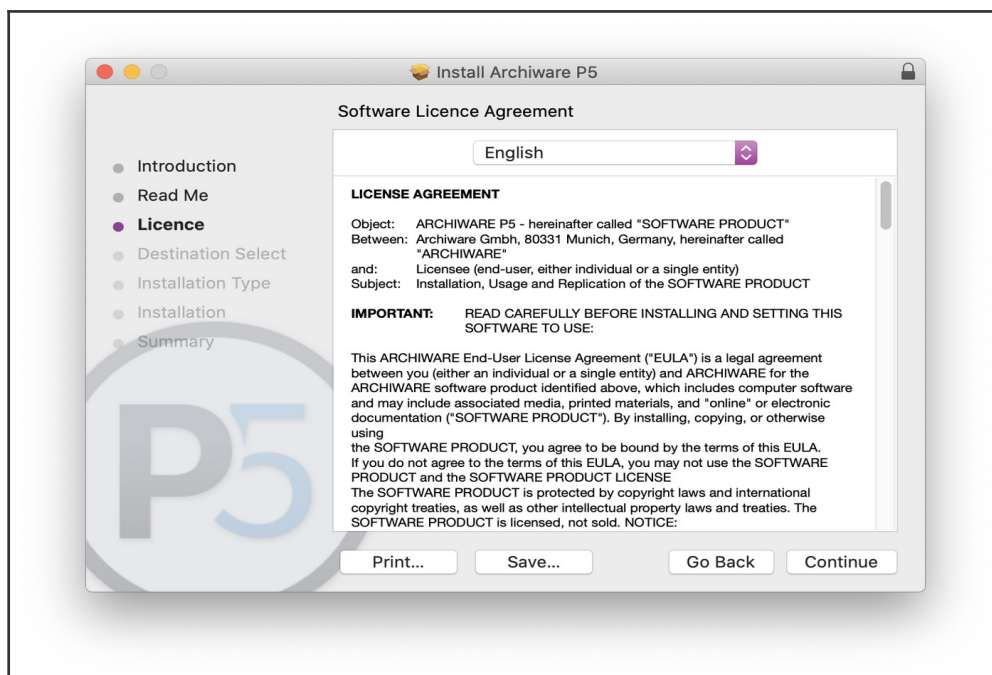 Install Archiware P5
Software Licence Agreement
Introduction
Read Me
Licence
Destination Select
Installation Type
Installation
Summary
P5
English
LICENSE AGREEMENT
Object: ARCHIWARE P5 - hereinafter called "SOFTWARE PRODUCT"
Between: Archiware Gmbh, 80331 Munich, Germany, hereinafter called
"ARCHIWARE"
and: Licensee (end-user, either individual or a single entity)
Subject: Installation, Usage and Replication of the SOFTWARE PRODUCT
IMPORTANT: READ CAREFULLY BEFORE INSTALLING AND SETTING THIS
SOFTWARE TO USE:
This ARCHIWARE End-User License Agreement ("EULA") is a legal agreement
between you (either an individual or a single entity) and ARCHIWARE for the
ARCHIWARE software product identified above, which includes computer software
and may include associated media, printed materials, and "online" or electronic
documentation ("SOFTWARE PRODUCT"). By installing, copying, or otherwise
using
the SOFTWARE PRODUCT, you agree to be bound by the terms of this EULA.
If you do not agree to the terms of this EULA, you may not use the SOFTWARE
PRODUCT and the SOFTWARE PRODUCT LICENSE
The SOFTWARE PRODUCT is protected by copyright laws and international
copyright treaties, as well as other intellectual property laws and treaties. The
SOFTWARE PRODUCT is licensed, not sold. NOTICE:
Print...
Save...
Go Back
Continue